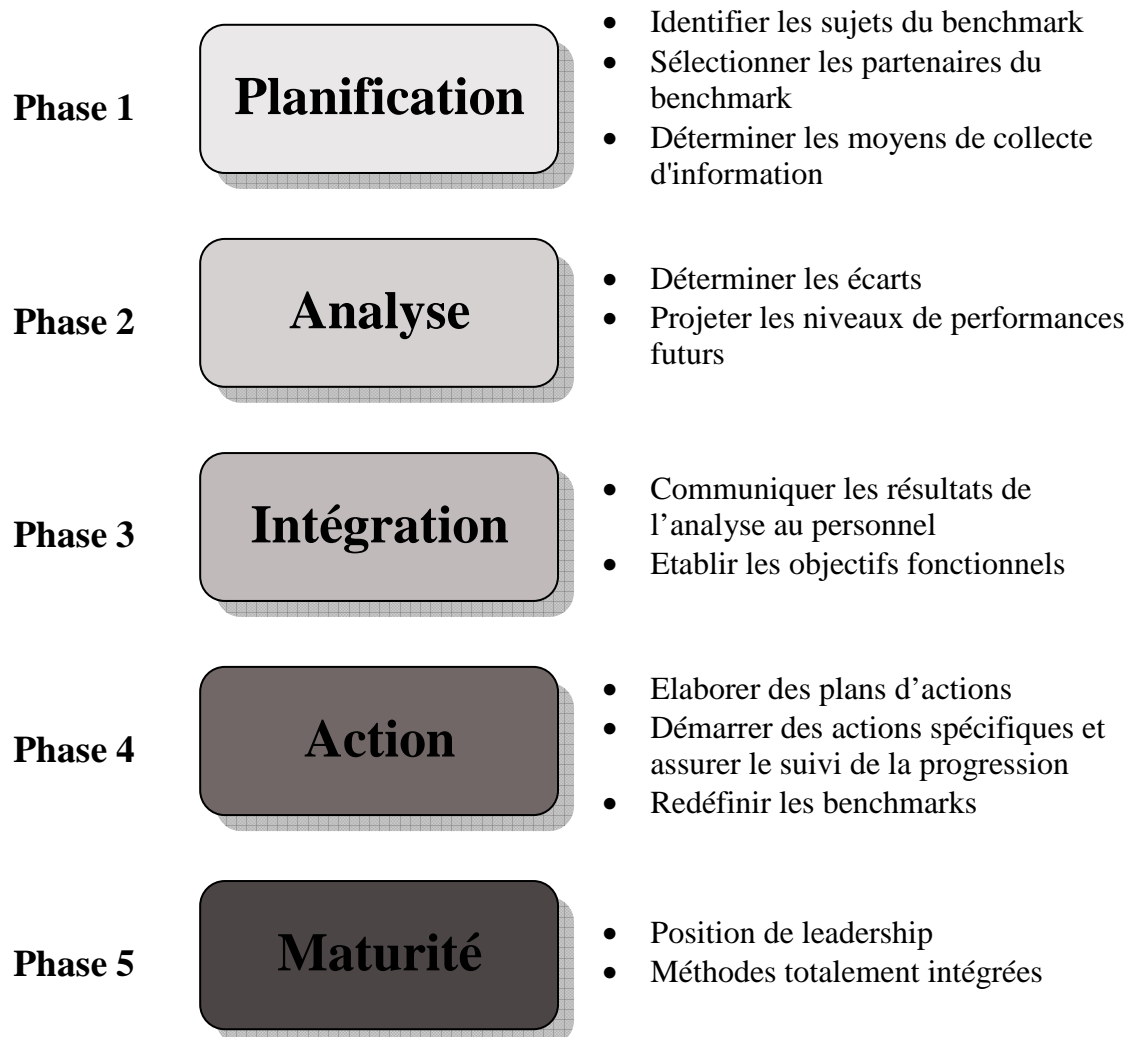 Phase 1
Planification
• Identifier les sujets du benchmark
• Sélectionner les partenaires du
benchmark
• Déterminer les moyens de collecte
d'information
Phase 2
Analyse
• Déterminer les écarts
• Projeter les niveaux de performances
futurs
Phase 3
Intégration
• Communiquer les résultats de
l’analyse au personnel
• Etablir les objectifs fonctionnels
Phase 4
Action
• Elaborer des plans d’actions
• Démarrer des actions spécifiques et
assurer le suivi de la progression
• Redéfinir les benchmarks
Phase 5
Maturité
• Position de leadership
• Méthodes totalement intégrées